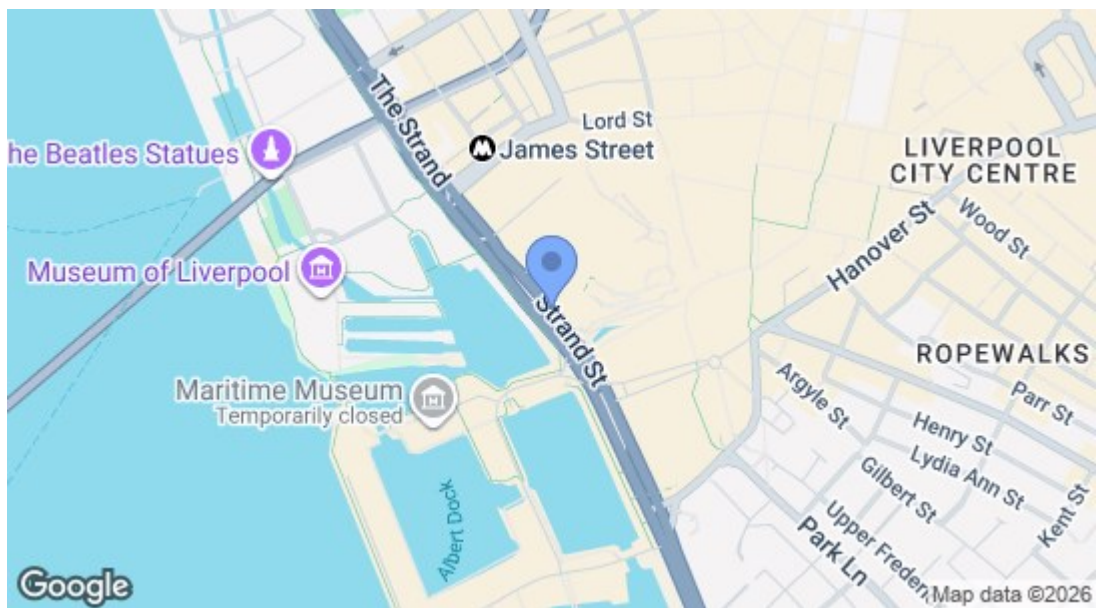 The Strand
Lord St
James Street
LIVERPOOL
CITY CENTRE
he Beatles Statues
Wood St
Hanover St
Museum of Liverpool
Strand St
ROPEWALKS
Maritime Museum
Temporarily closed
Argyle St
Parr St
Henry St
Lydia Ann St
Gilbert St
Kent St
Albert Dock
Upper Freder
Park Ln
Google
Map data ©2026